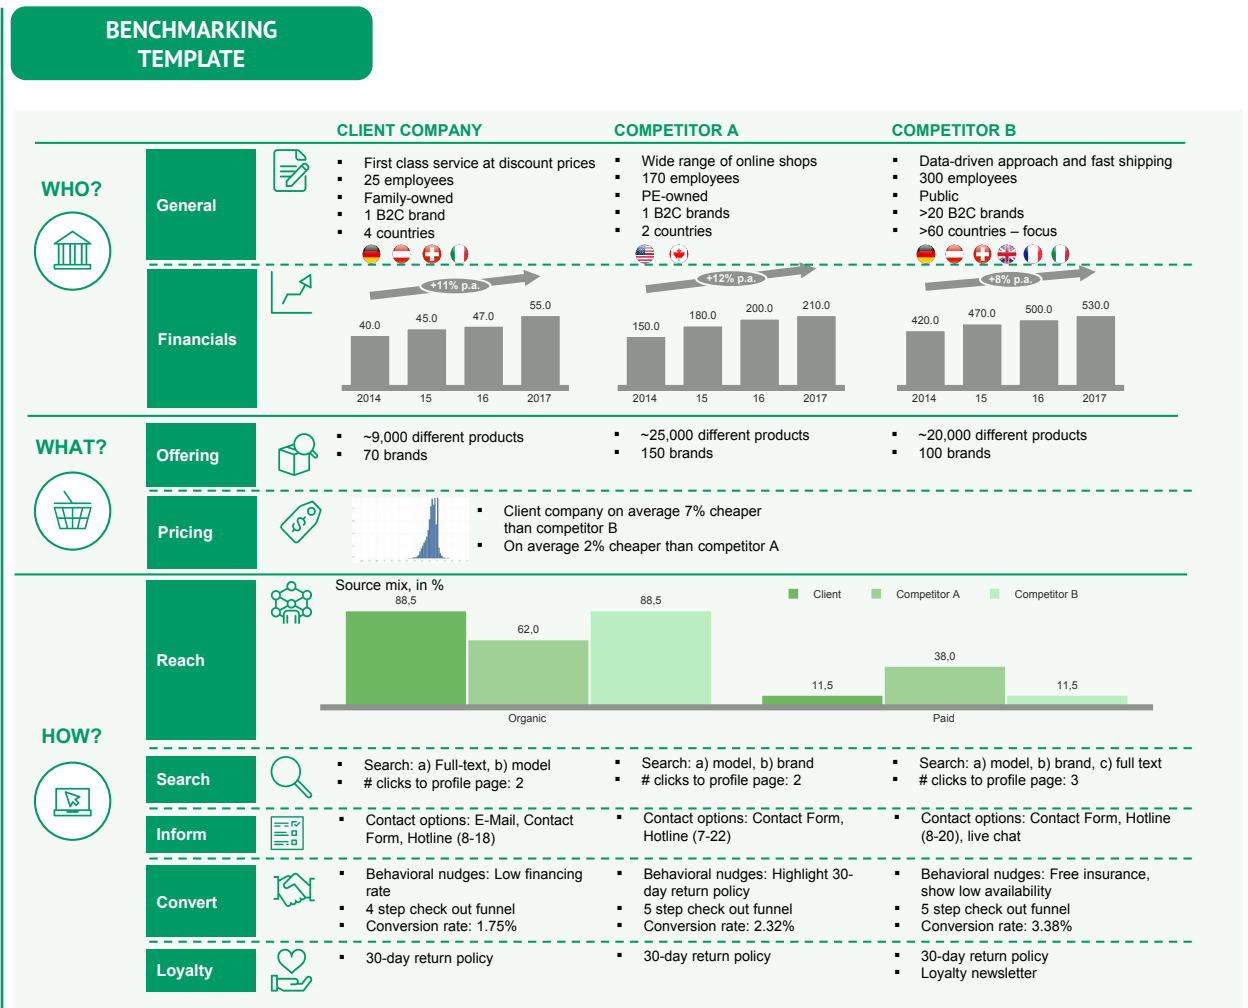 BENCHMARKING
TEMPLATE
CLIENT COMPANY
COMPETITOR A
COMPETITOR B
WHO?
General
▪ First class service at discount prices
▪ 25 employees
▪ Family-owned
▪ 1 B2C brand
▪ 4 countries
▪ Wide range of online shops
▪ 170 employees
▪ PE-owned
▪ 1 B2C brands
▪ 2 countries
▪ Data-driven approach and fast shipping
▪ 300 employees
▪ Public
▪ >20 B2C brands
▪ >60 countries – focus
Financials
+11% p.a.
40.0 45.0 47.0 55.0
2014 15 16 2017
+12% p.a.
150.0 180.0 200.0 210.0
2014 15 16 2017
+8% p.a.
420.0 470.0 500.0 530.0
2014 15 16 2017
WHAT?
Offering
▪ ~9,000 different products
▪ 70 brands
▪ ~25,000 different products
▪ 150 brands
▪ ~20,000 different products
▪ 100 brands
Pricing
▪ Client company on average 7% cheaper
than competitor B
▪ On average 2% cheaper than competitor A
HOW?
Reach
Source mix, in %
Client Competitor A Competitor B
88,5 62,0 88,5
11,5 38,0 11,5
Organic Paid
Search
▪ Search: a) Full-text, b) model
▪ # clicks to profile page: 2
▪ Search: a) model, b) brand
▪ # clicks to profile page: 2
▪ Search: a) model, b) brand, c) full text
▪ # clicks to profile page: 3
Inform
▪ Contact options: E-Mail, Contact
Form, Hotline (8-18)
▪ Contact options: Contact Form,
Hotline (7-22)
▪ Contact options: Contact Form, Hotline
(8-20), live chat
Convert
▪ Behavioral nudges: Low financing
rate
▪ 4 step check out funnel
▪ Conversion rate: 1.75%
▪ Behavioral nudges: Highlight 30-
day return policy
▪ 5 step check out funnel
▪ Conversion rate: 2.32%
▪ Behavioral nudges: Free insurance,
show low availability
▪ 5 step check out funnel
▪ Conversion rate: 3.38%
Loyalty
▪ 30-day return policy
▪ 30-day return policy
▪ 30-day return policy
▪ Loyalty newsletter